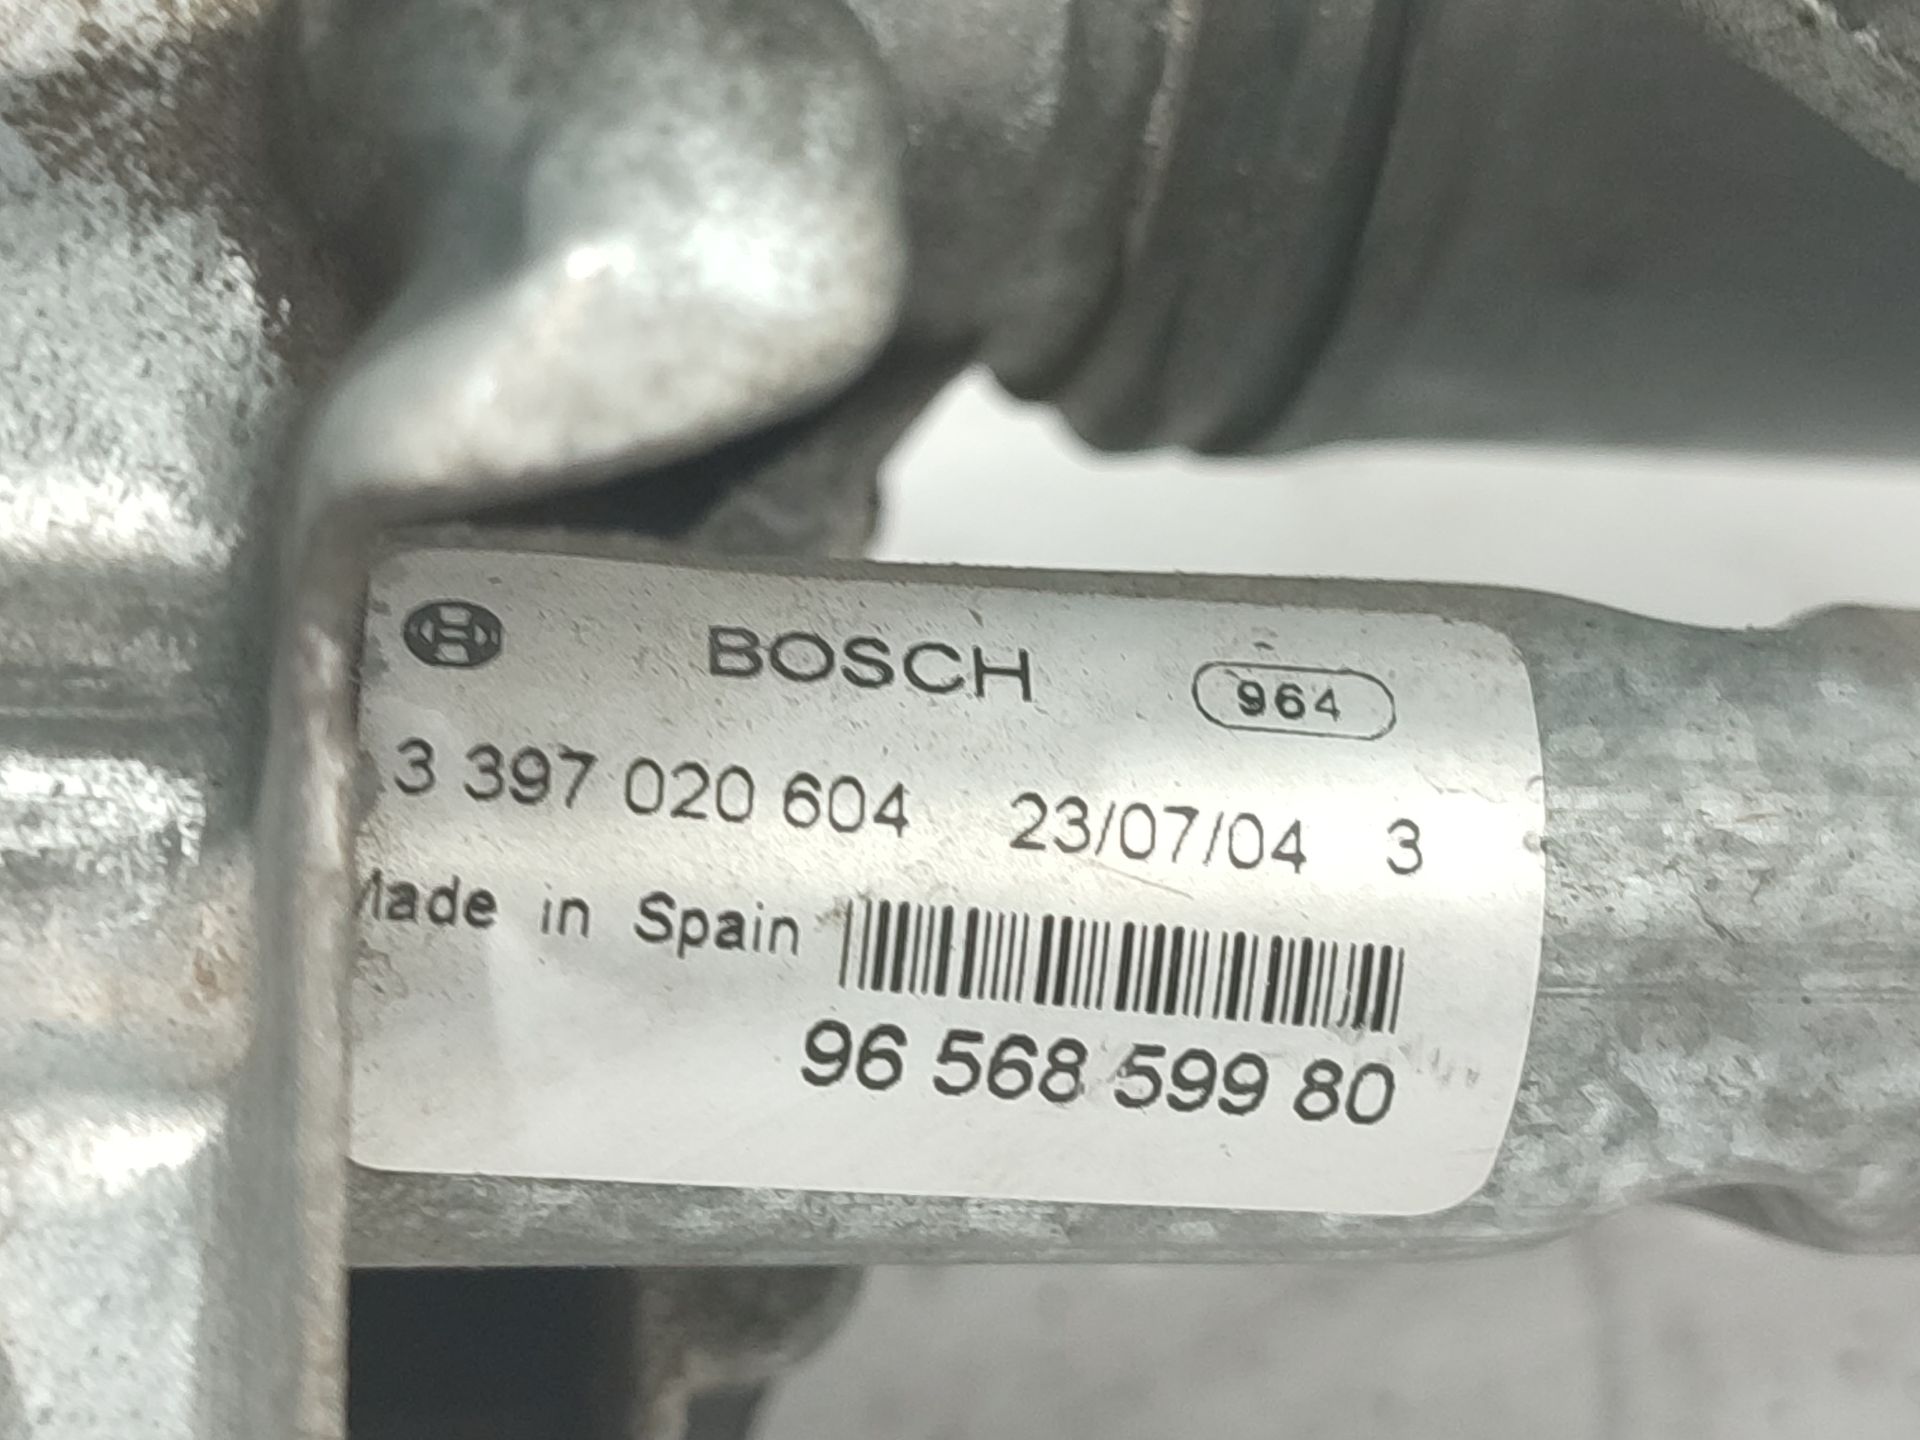 BOSCH 964
3 397 020 604 23/07/04 3
Made in Spain
96 568 599 80